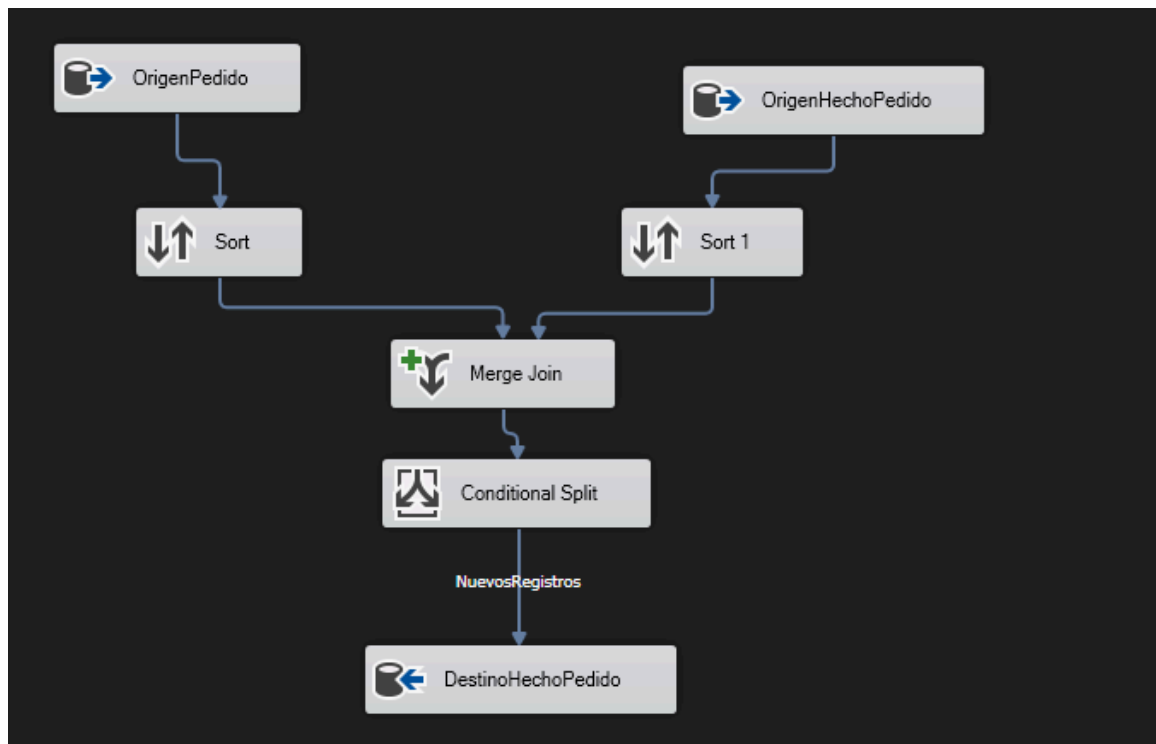 OrigenPedido
OrigenHechoPedido
Sort
Sort 1
Merge Join
Conditional Split
NuevosRegistros
DestinoHechoPedido